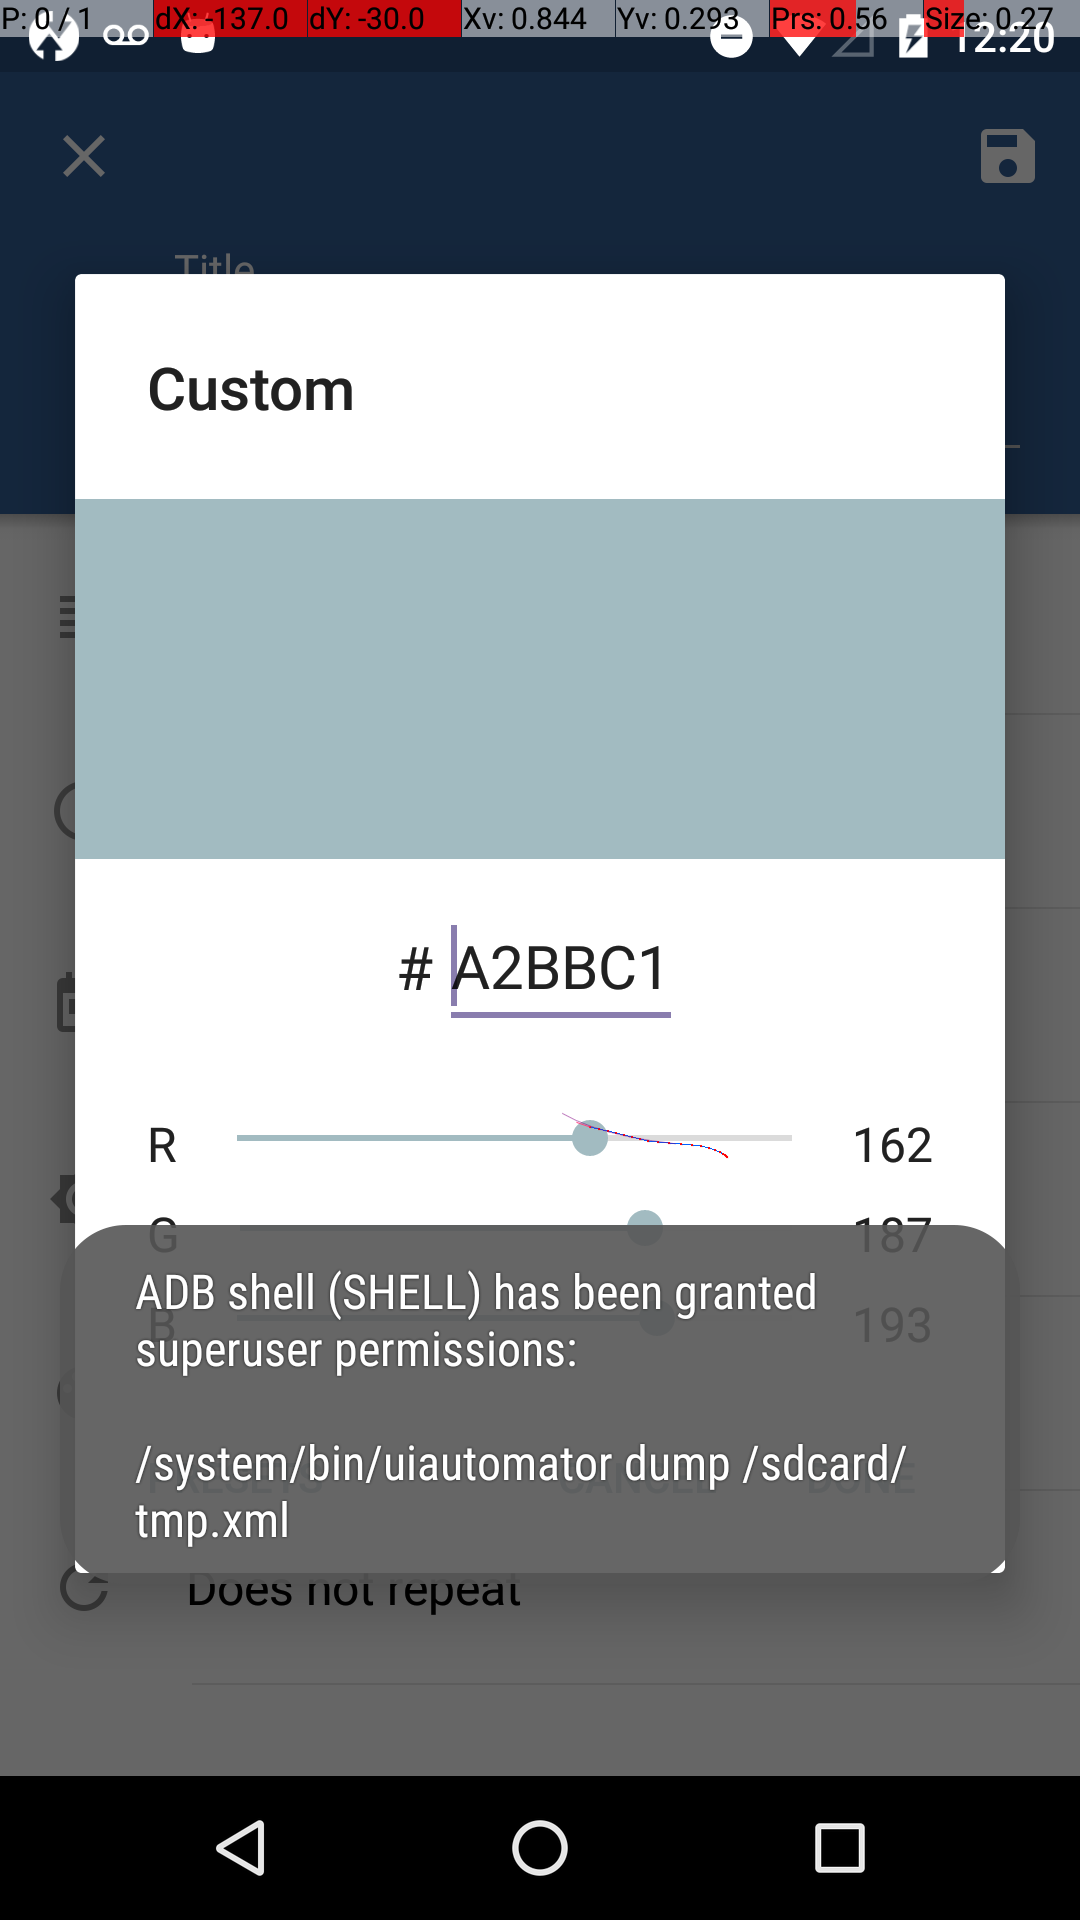 P: 0 / 1 dX: -137.0 dY: -30.0 Xv: 0.844 Yv: 0.293 Prs: 0.56 Size: 0.27
12:20
Title
Custom
# A2BBC1
R 162
G 187
B 193
ADB shell (SHELL) has been granted
superuser permissions:
/system/bin/uiautomator dump /sdcard/
tmp.xml
PRESETS CANCEL DONE
Does not repeat